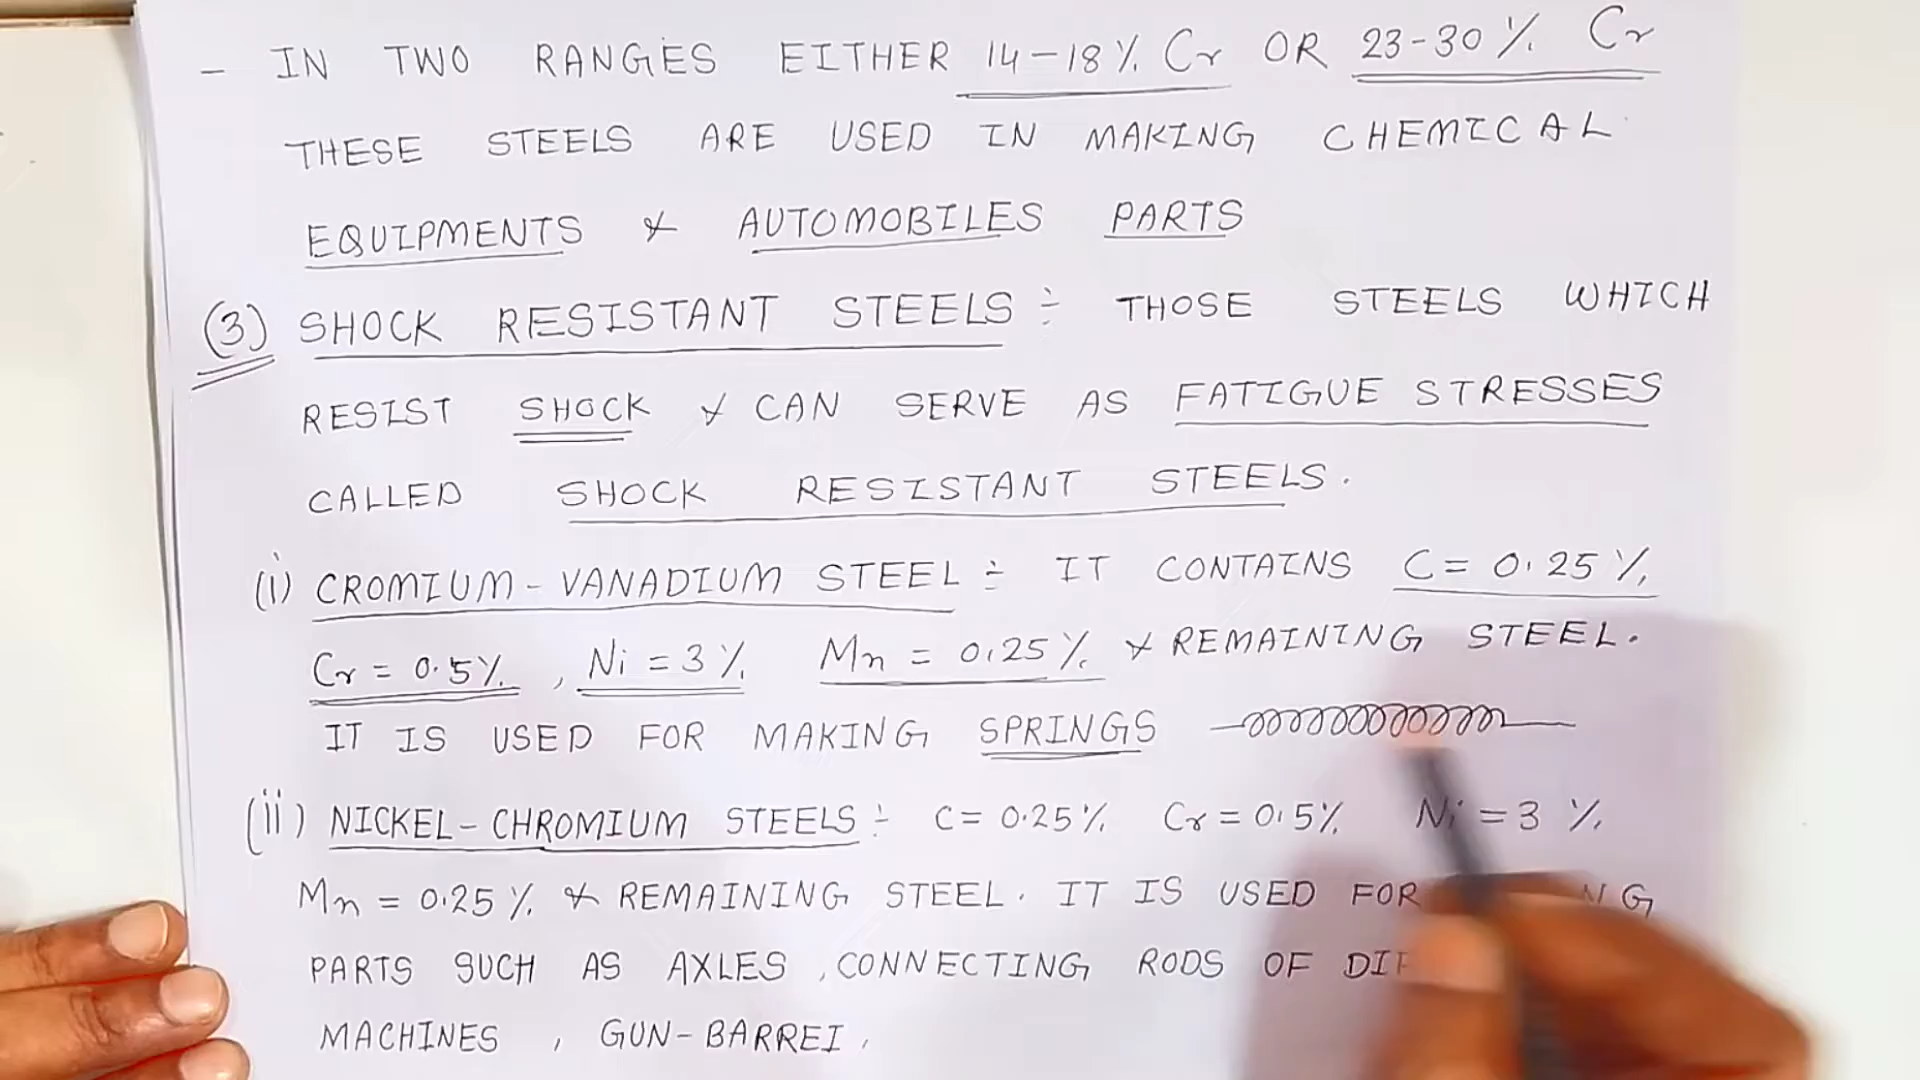 - IN TWO RANGES EITHER 14-18% Cr OR 23-30% Cr
THESE STEELS ARE USED IN MAKING CHEMICAL
EQUIPMENTS & AUTOMOBILES PARTS
(3) SHOCK RESISTANT STEELS :- THOSE STEELS WHICH
RESIST SHOCK & CAN SERVE AS FATIGUE STRESSES
CALLED SHOCK RESISTANT STEELS.
(i) CROMIUM-VANADIUM STEEL :- IT CONTAINS C = 0.25%
Cr = 0.5%, Ni = 3% Mn = 0.25% & REMAINING STEEL.
IT IS USED FOR MAKING SPRINGS
(ii) NICKEL-CHROMIUM STEELS :- C = 0.25% Cr = 0.5% Ni = 3%
Mn = 0.25% & REMAINING STEEL. IT IS USED FOR
PARTS SUCH AS AXLES, CONNECTING RODS OF
MACHINES, GUN-BARREl,